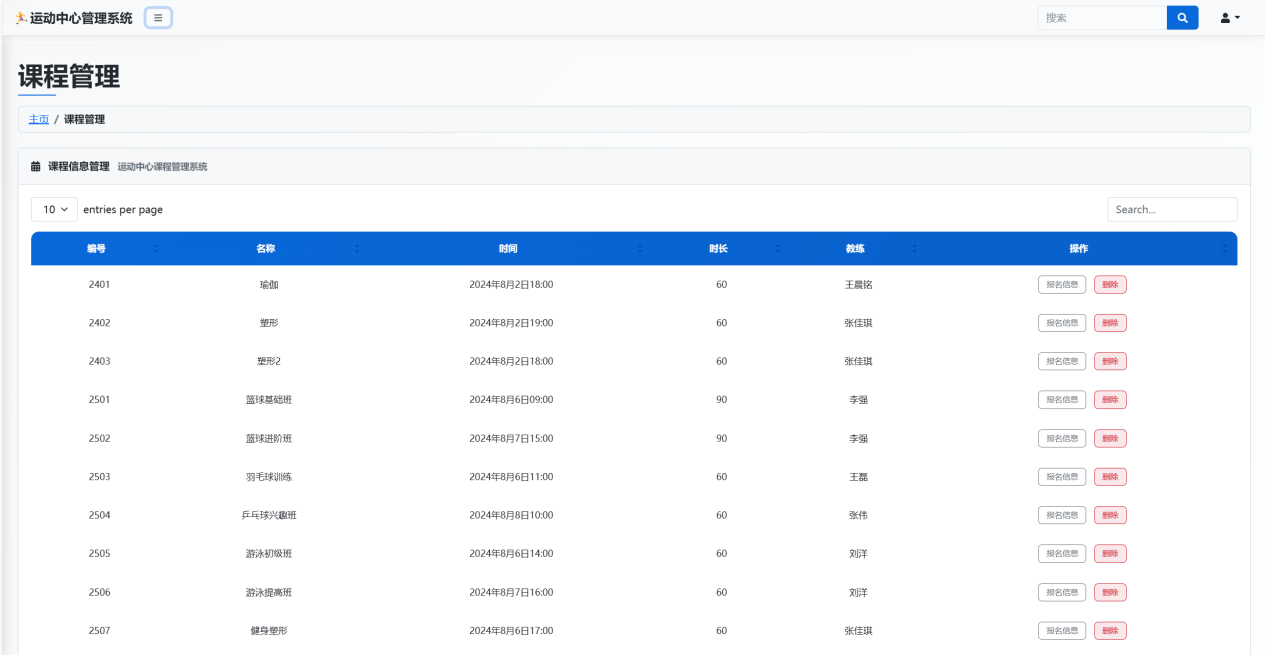 运动中心管理系统 搜索
课程管理
主页 / 课程管理
课程信息管理 运动中心课程管理系统
10 entries per page Search...
编号 名称 时间 时长 教练 操作
2401 瑜伽 2024年8月2日18:00 60 王晨铭 报名信息 删除
2402 塑形 2024年8月2日19:00 60 张佳琪 报名信息 删除
2403 塑形2 2024年8月2日18:00 60 张佳琪 报名信息 删除
2501 篮球基础班 2024年8月6日09:00 90 李强 报名信息 删除
2502 篮球进阶班 2024年8月7日15:00 90 李强 报名信息 删除
2503 羽毛球训练 2024年8月6日11:00 60 王磊 报名信息 删除
2504 乒乓球兴趣班 2024年8月8日10:00 60 张伟 报名信息 删除
2505 游泳初级班 2024年8月6日14:00 60 刘洋 报名信息 删除
2506 游泳提高班 2024年8月7日16:00 60 刘洋 报名信息 删除
2507 健身塑形 2024年8月6日17:00 60 张佳琪 报名信息 删除